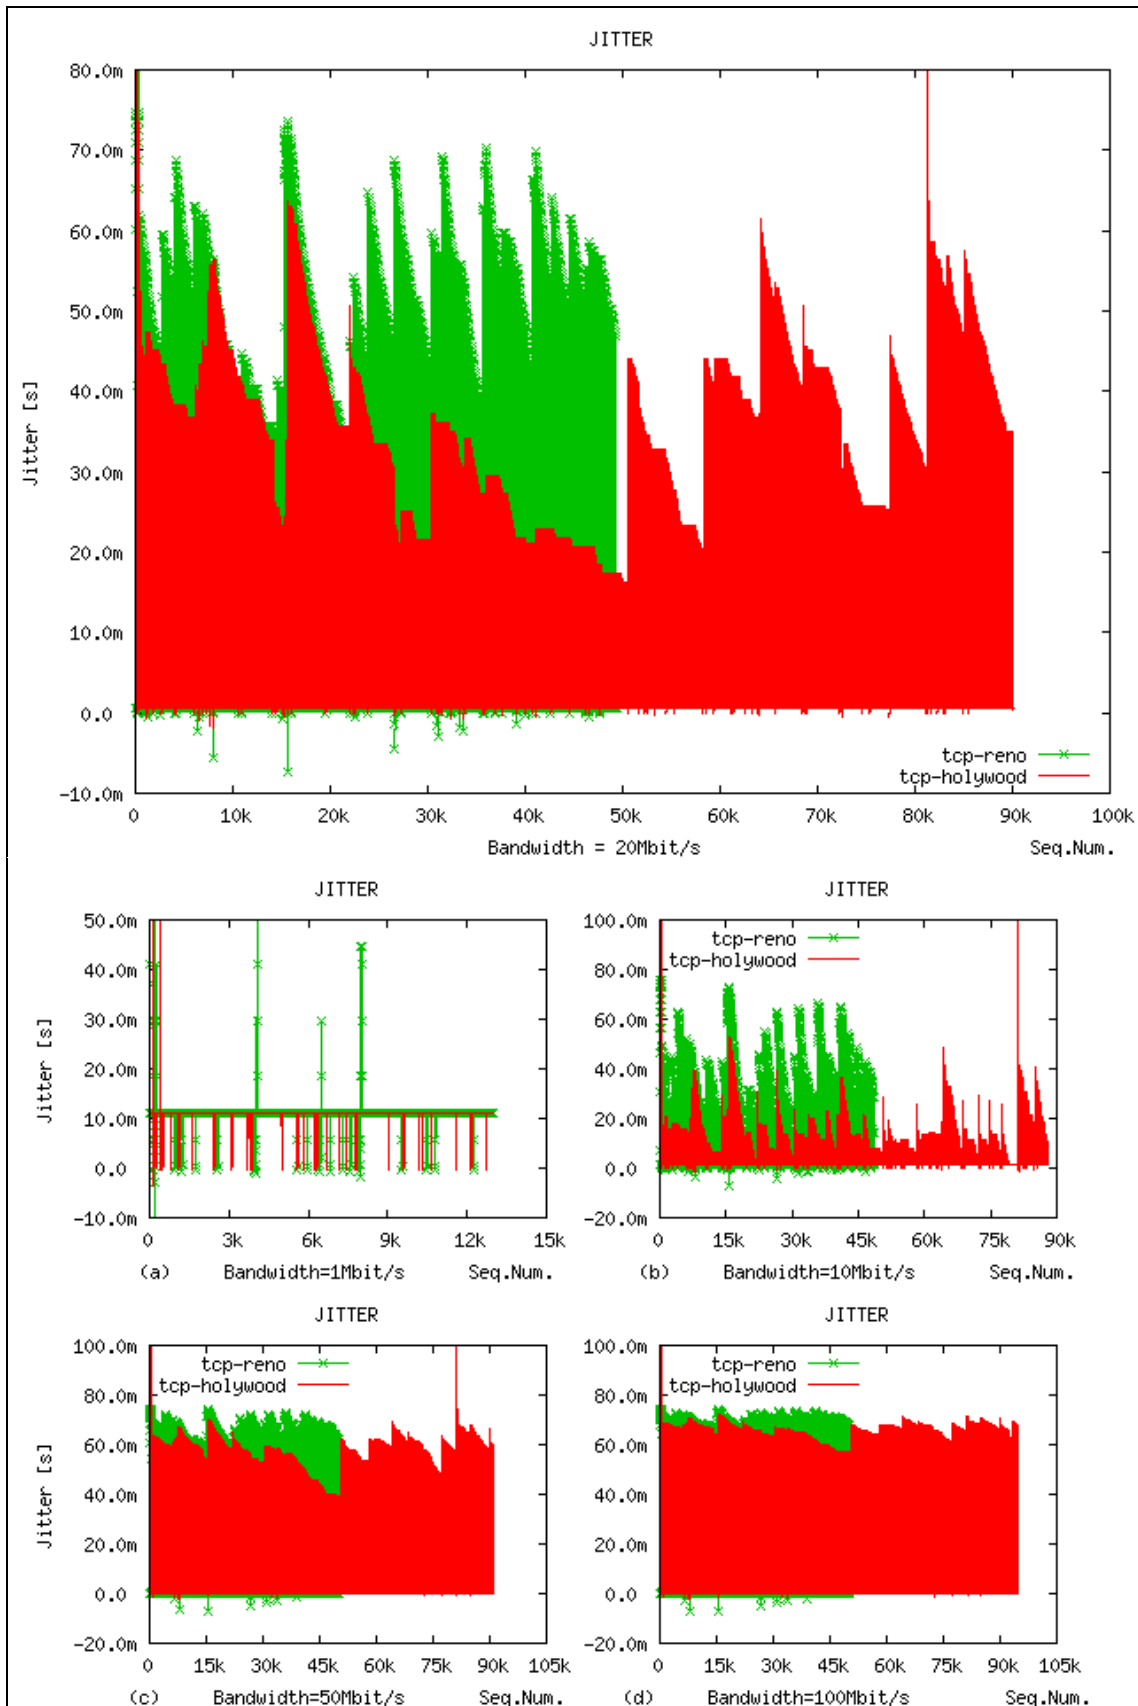 JITTER
80.0m
70.0m
60.0m
50.0m
40.0m
30.0m
20.0m
10.0m
0.0
-10.0m
Jitter [s]
tcp-reno
tcp-holywood
0 10k 20k 30k 40k 50k 60k 70k 80k 90k 100k
Bandwidth = 20Mbit/s Seq.Num.
JITTER
50.0m
40.0m
30.0m
20.0m
10.0m
0.0
-10.0m
Jitter [s]
0 3k 6k 9k 12k 15k
(a) Bandwidth=1Mbit/s Seq.Num.
JITTER
100.0m
80.0m
60.0m
40.0m
20.0m
0.0
-20.0m
tcp-reno
tcp-holywood
0 15k 30k 45k 60k 75k 90k
(b) Bandwidth=10Mbit/s Seq.Num.
JITTER
100.0m
80.0m
60.0m
40.0m
20.0m
0.0
-20.0m
Jitter [s]
tcp-reno
tcp-holywood
0 15k 30k 45k 60k 75k 90k 105k
(c) Bandwidth=50Mbit/s Seq.Num.
JITTER
100.0m
80.0m
60.0m
40.0m
20.0m
0.0
-20.0m
tcp-reno
tcp-holywood
0 15k 30k 45k 60k 75k 90k 105k
(d) Bandwidth=100Mbit/s Seq.Num.